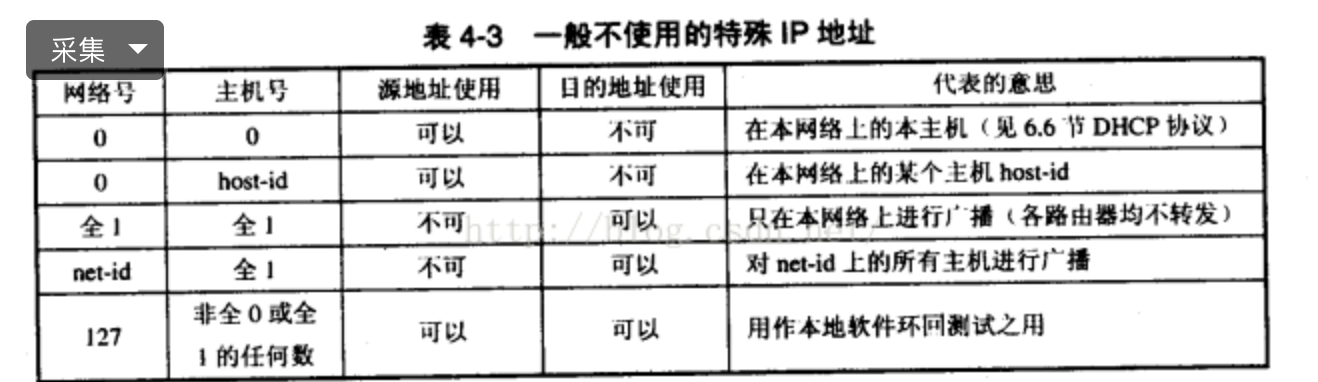 采集
表 4-3 一般不使用的特殊 IP 地址
网络号 主机号 源地址使用 目的地址使用 代表的意思
0 0 可以 不可 在本网络上的本主机（见 6.6 节 DHCP 协议）
0 host-id 可以 不可 在本网络上的某个主机 host-id
全 1 全 1 不可 可以 只在本网络上进行广播（各路由器均不转发）
net-id 全 1 不可 可以 对 net-id 上的所有主机进行广播
127 非全 0 或全 1 的任何数 可以 可以 用作本地软件环回测试之用
http://blog.csdn.net/